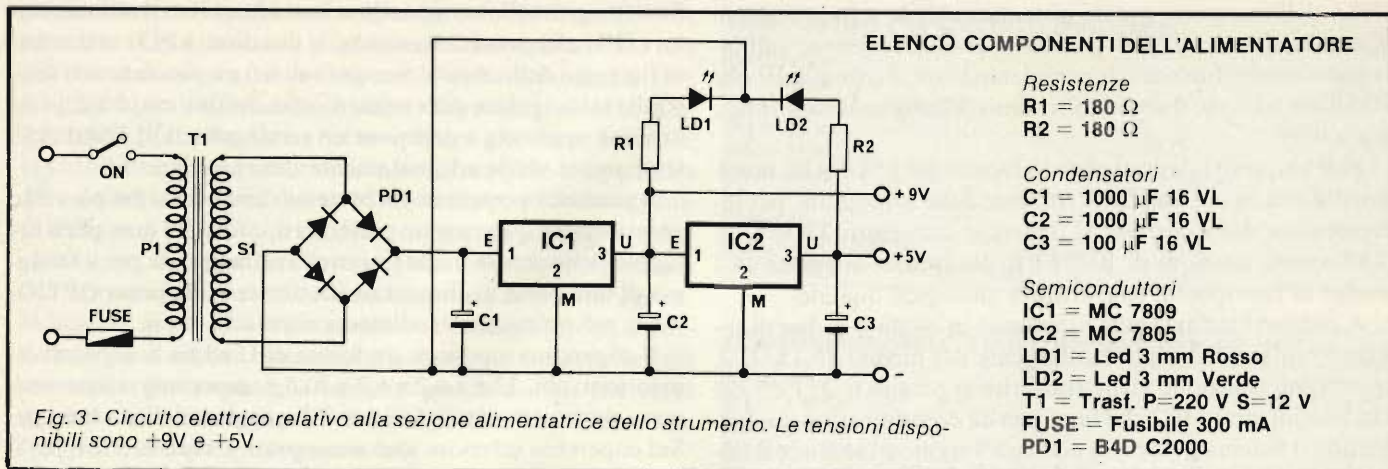 ELENCO COMPONENTI DELL'ALIMENTATORE
Resistenze
R1 = 180 Ω
R2 = 180 Ω
Condensatori
C1 = 1000 µF 16 VL
C2 = 1000 µF 16 VL
C3 = 100 µF 16 VL
Semiconduttori
IC1 = MC 7809
IC2 = MC 7805
LD1 = Led 3 mm Rosso
LD2 = Led 3 mm Verde
T1 = Trasf. P=220 V S=12 V
FUSE = Fusibile 300 mA
PD1 = B4D C2000
ON
T1
P1
S1
FUSE
PD1
C1
E
1
IC1
2
3
U
M
R1
LD1
LD2
R2
C2
E
1
IC2
2
3
M
C3
+9V
+5V
-
Fig. 3 - Circuito elettrico relativo alla sezione alimentatrice dello strumento. Le tensioni dispo-
nibili sono +9V e +5V.